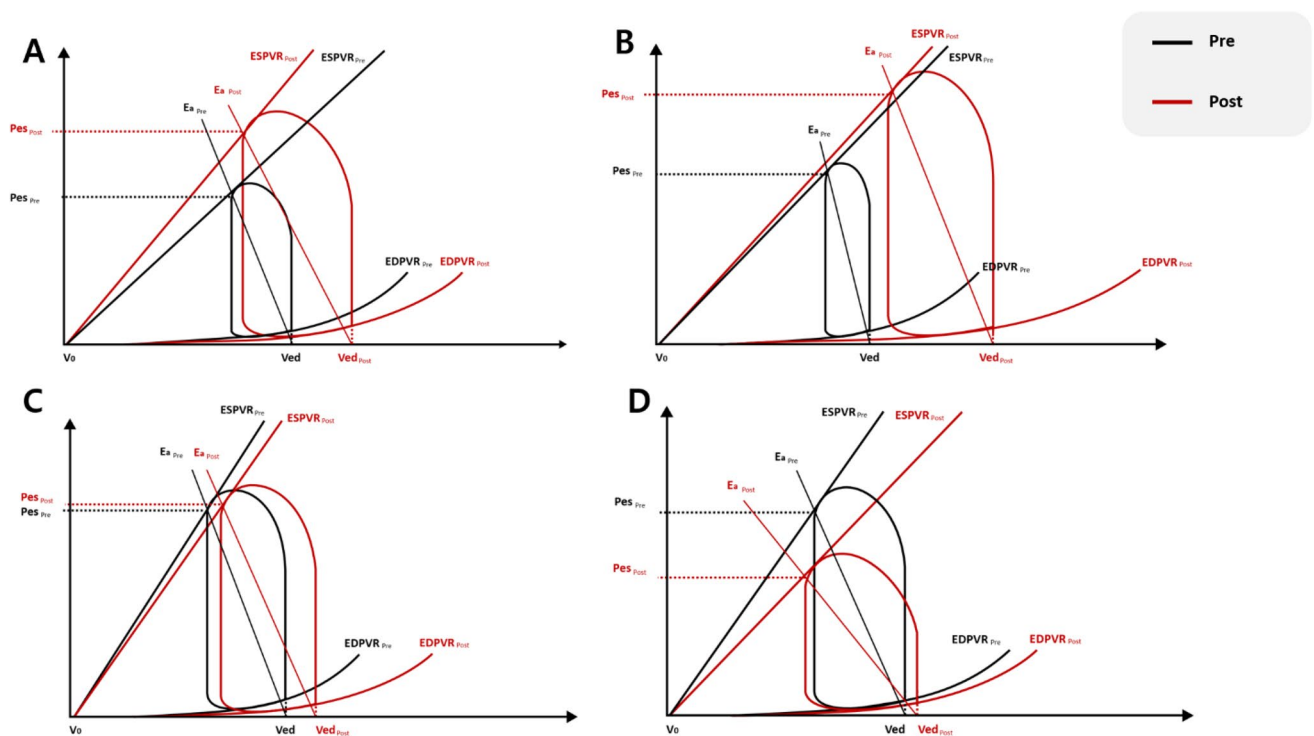 A
ESPVR Post
ESPVR Pre
Ea Post
Ea Pre
Pes Post
Pes Pre
EDPVR Pre
EDPVR Post
V0
Ved
Ved Post
B
ESPVR Post
ESPVR Pre
Ea Post
Pes Post
Ea Pre
Pes Pre
EDPVR Pre
EDPVR Post
V0
Ved
Ved Post
Pre
Post
C
ESPVR Pre
ESPVR Post
Ea Pre
Ea Post
Pes Post
Pes Pre
EDPVR Pre
EDPVR Post
V0
Ved
Ved Post
D
ESPVR Pre
ESPVR Post
Ea Pre
Ea Post
Pes Pre
Pes Post
EDPVR Pre
EDPVR Post
V0
Ved
Ved Post